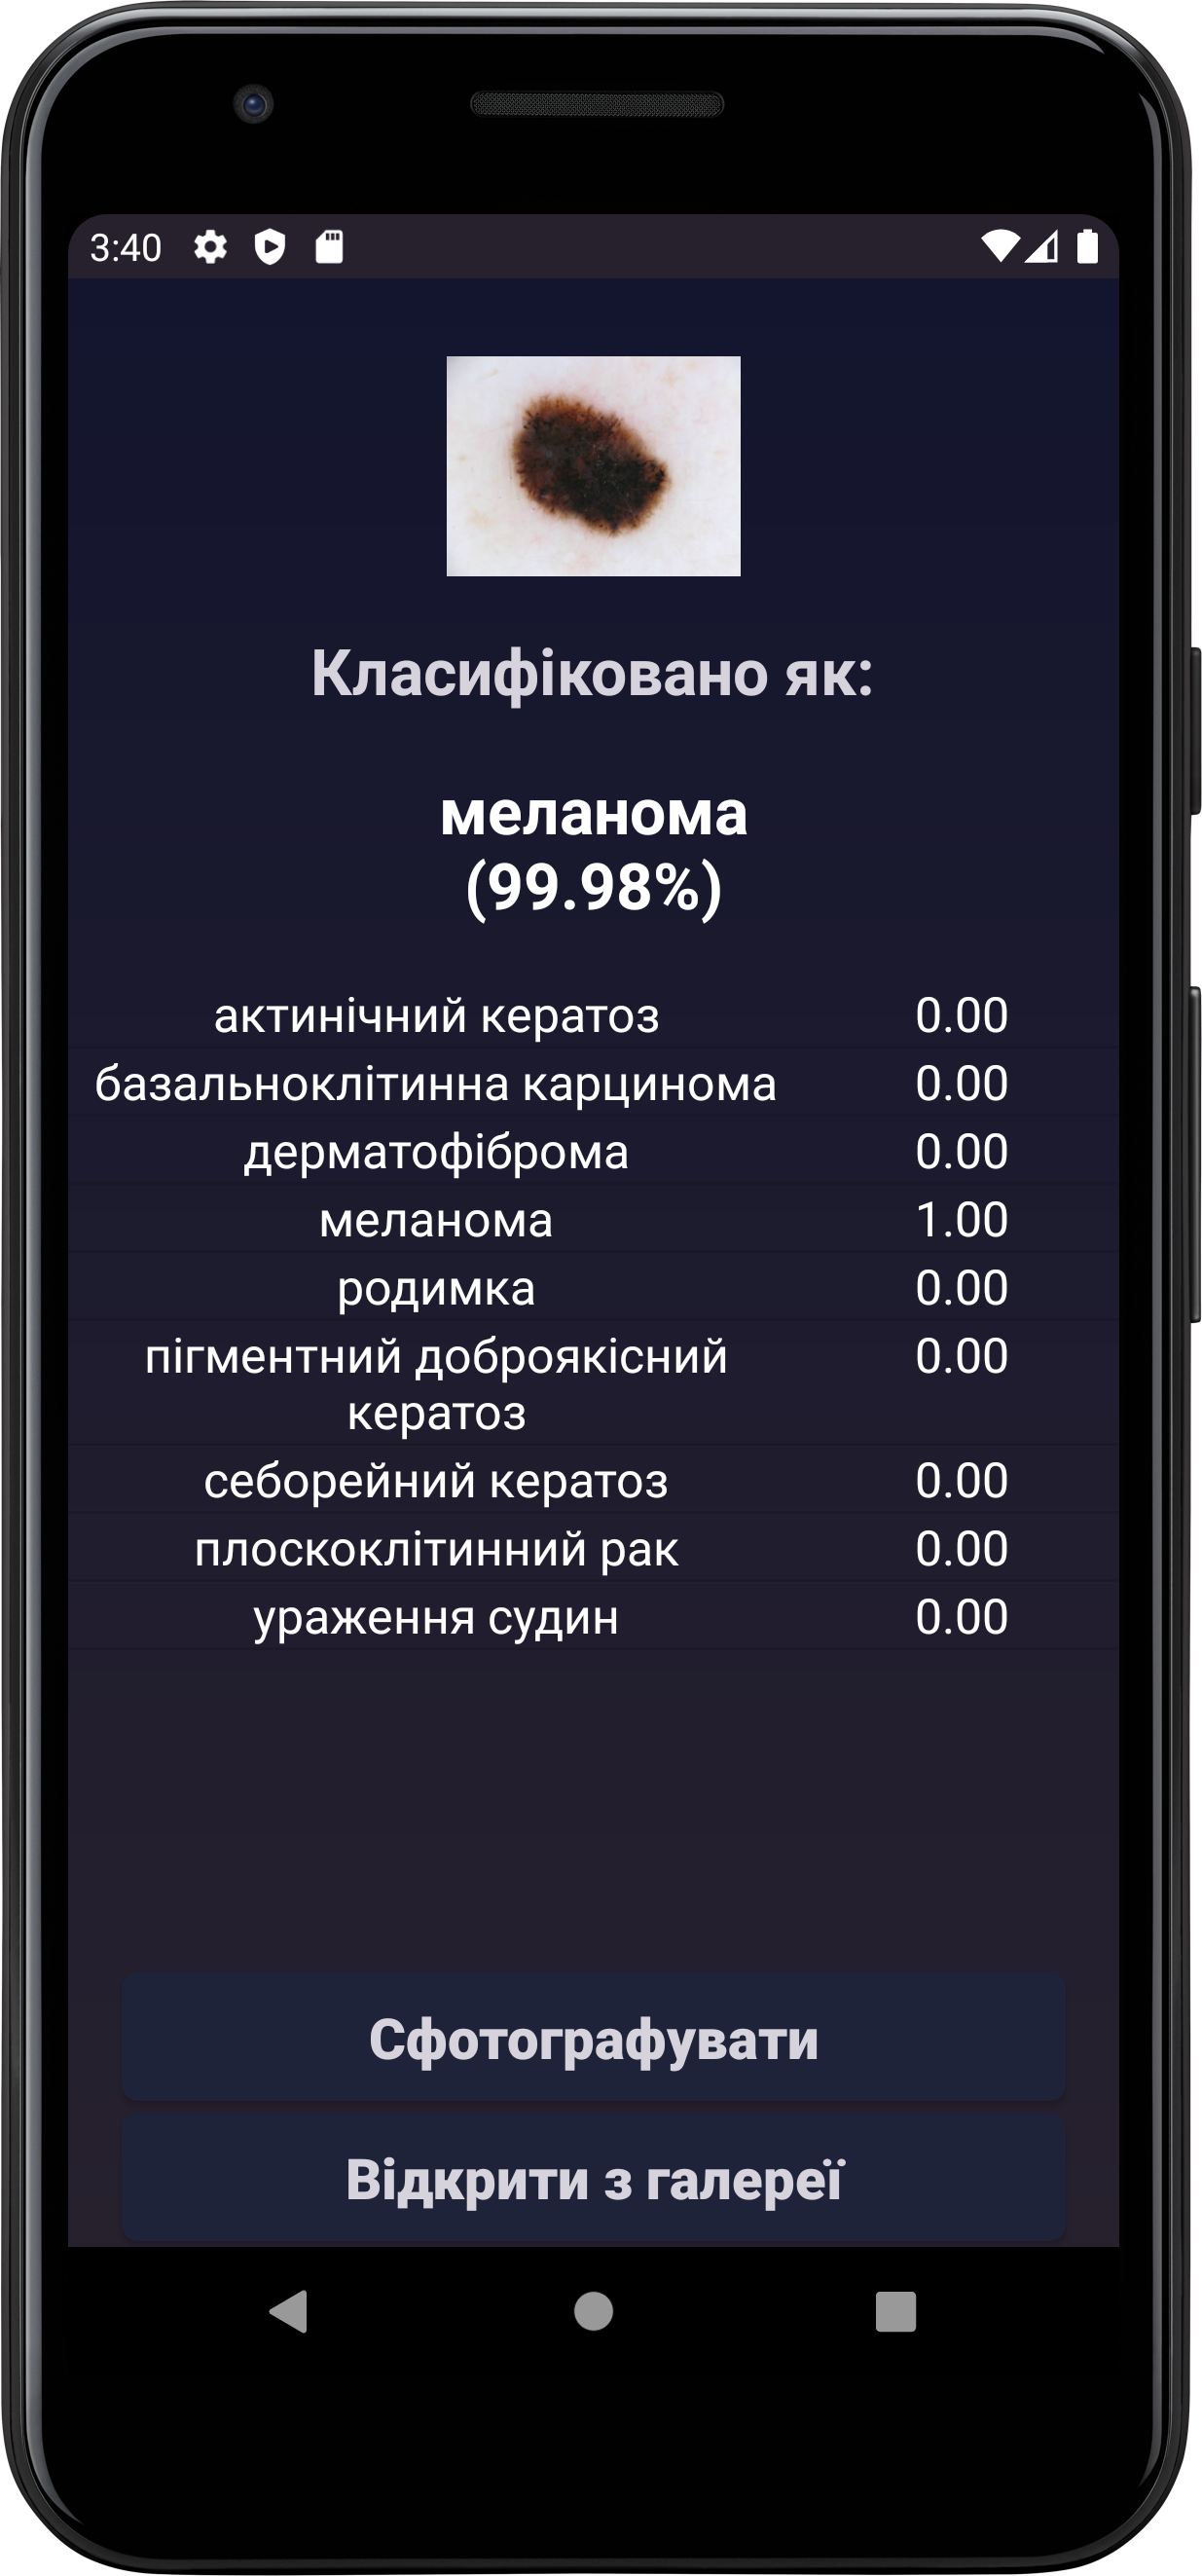 3:40
Класифіковано як:
меланома
(99.98%)
актинічний кератоз 0.00
базальноклітинна карцинома 0.00
дерматофіброма 0.00
меланома 1.00
родимка 0.00
пігментний доброякісний 0.00
кератоз
себорейний кератоз 0.00
плоскоклітинний рак 0.00
ураження судин 0.00
Сфотографувати
Відкрити з галереї